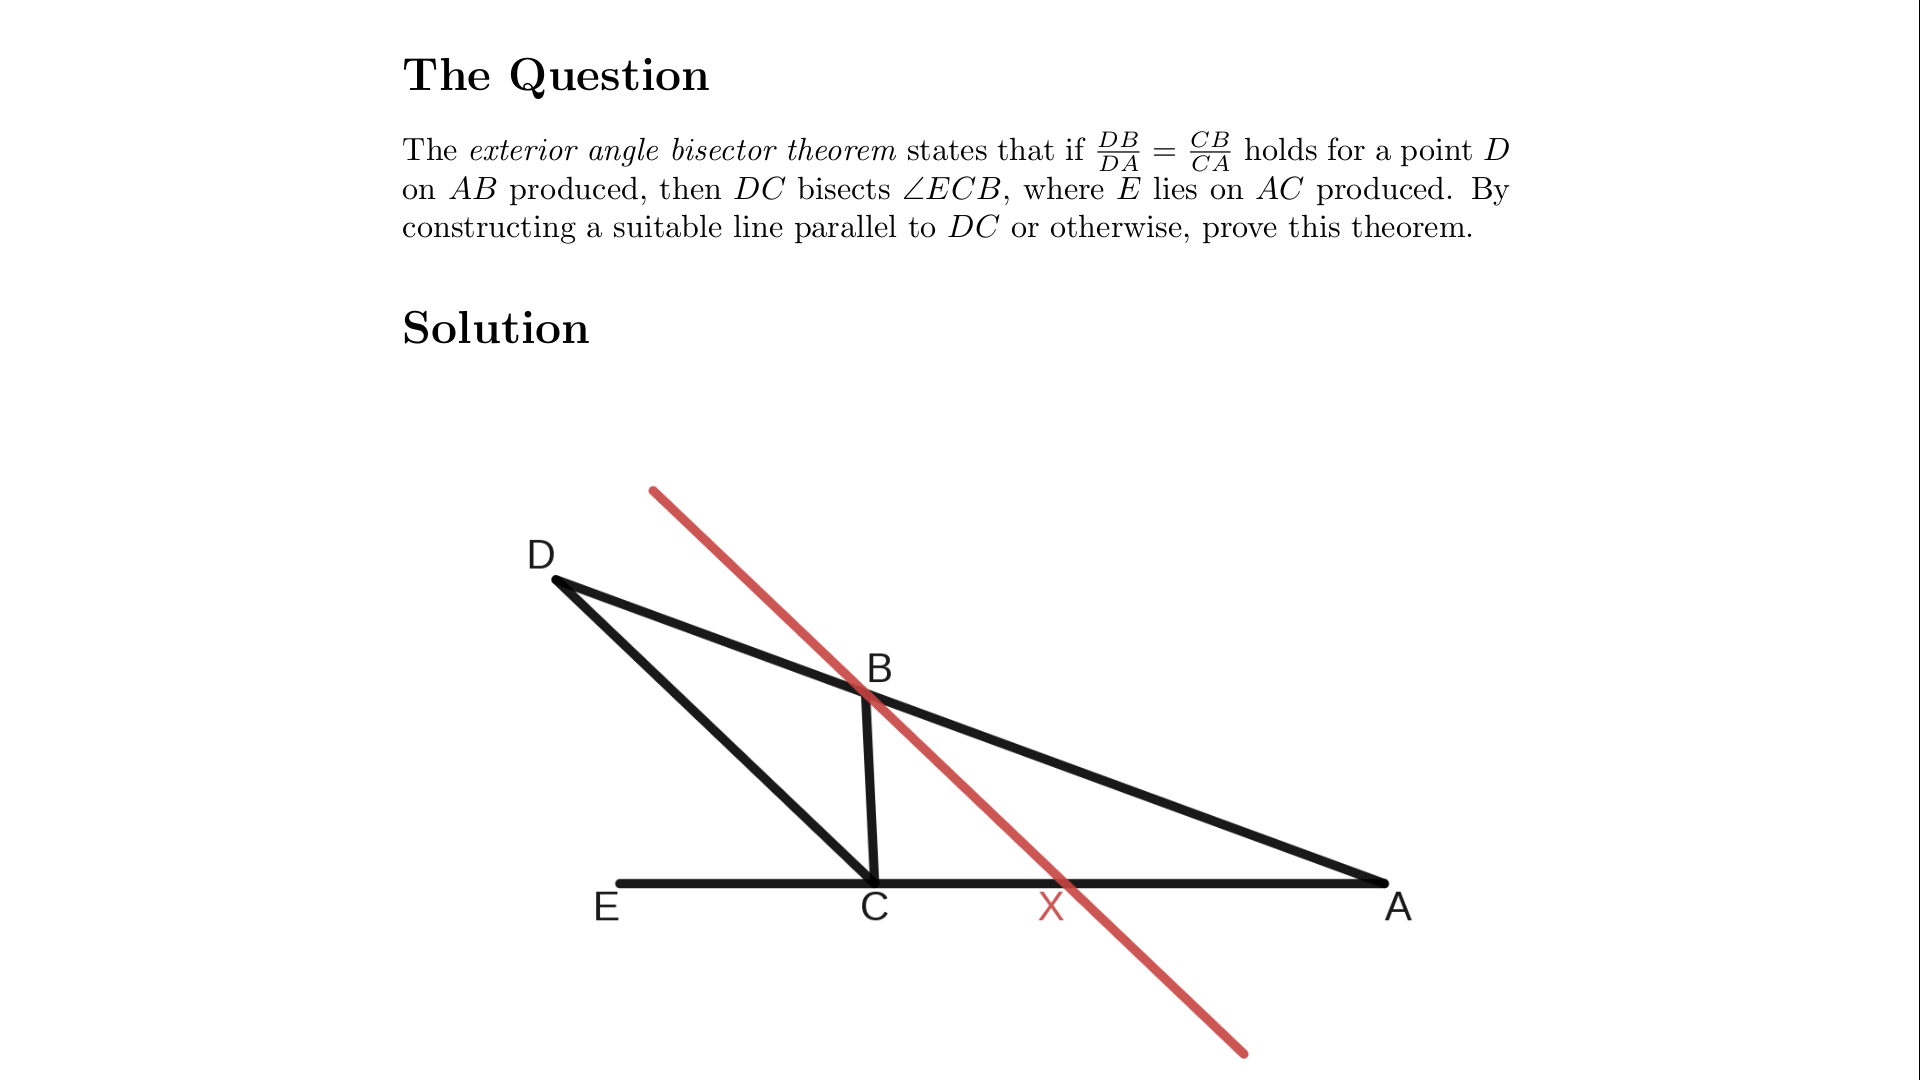 The Question
The exterior angle bisector theorem states that if \frac{DB}{DA} = \frac{CB}{CA} holds for a point D
on AB produced, then DC bisects ∠ECB, where E lies on AC produced. By
constructing a suitable line parallel to DC or otherwise, prove this theorem.
Solution
D
B
E C X A